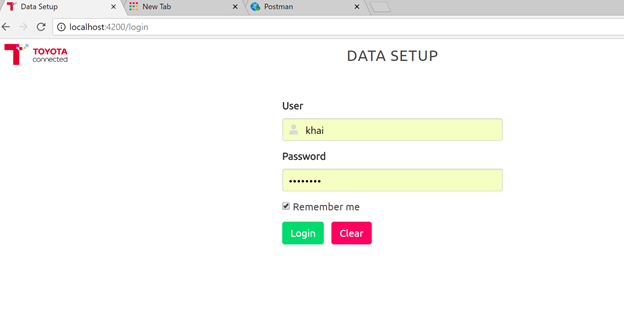 Data Setup
New Tab
Postman
localhost:4200/login
TOYOTA
connected
DATA SETUP
User
khai
Password
••••••••
Remember me
Login Clear